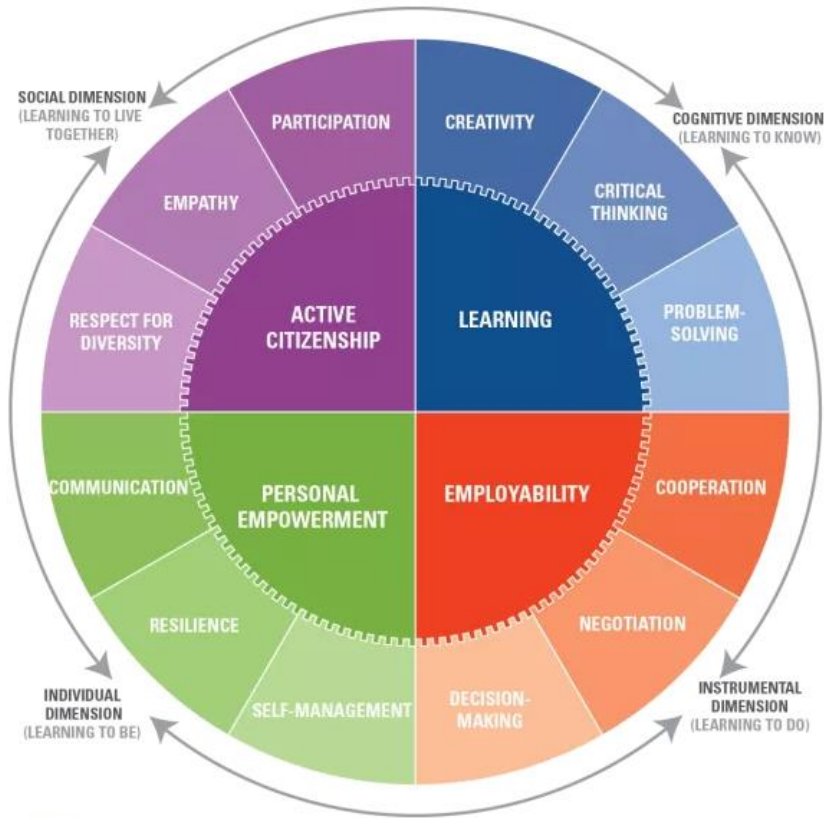 SOCIAL DIMENSION
(LEARNING TO LIVE
TOGETHER)
PARTICIPATION
CREATIVITY
COGNITIVE DIMENSION
(LEARNING TO KNOW)
EMPATHY
CRITICAL
THINKING
RESPECT FOR
DIVERSITY
ACTIVE
CITIZENSHIP
LEARNING
PROBLEM-
SOLVING
COMMUNICATION
PERSONAL
EMPOWERMENT
EMPLOYABILITY
COOPERATION
RESILIENCE
NEGOTIATION
INDIVIDUAL
DIMENSION
(LEARNING TO BE)
SELF-MANAGEMENT
DECISION-
MAKING
INSTRUMENTAL
DIMENSION
(LEARNING TO DO)